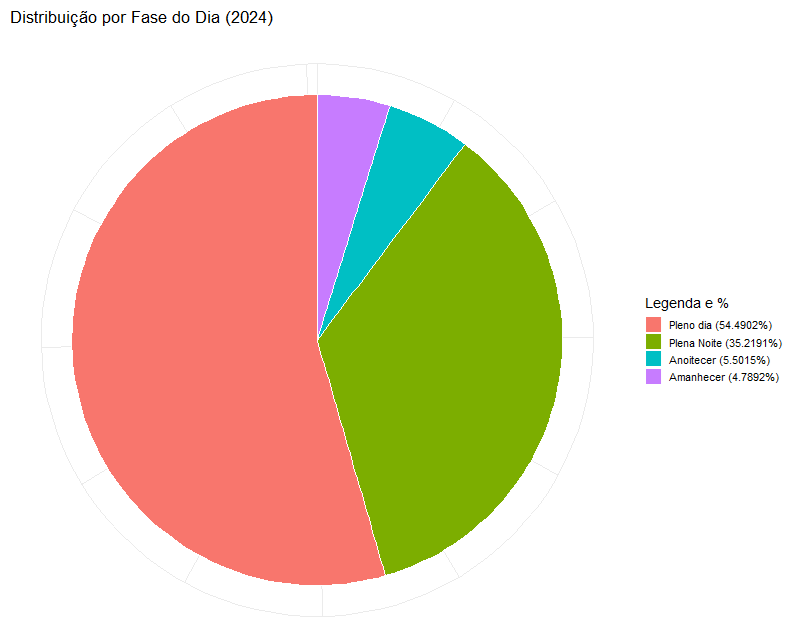 Distribuição por Fase do Dia (2024)
Legenda e %
Pleno dia (54.4902%)
Plena Noite (35.2191%)
Anoitecer (5.5015%)
Amanhecer (4.7892%)